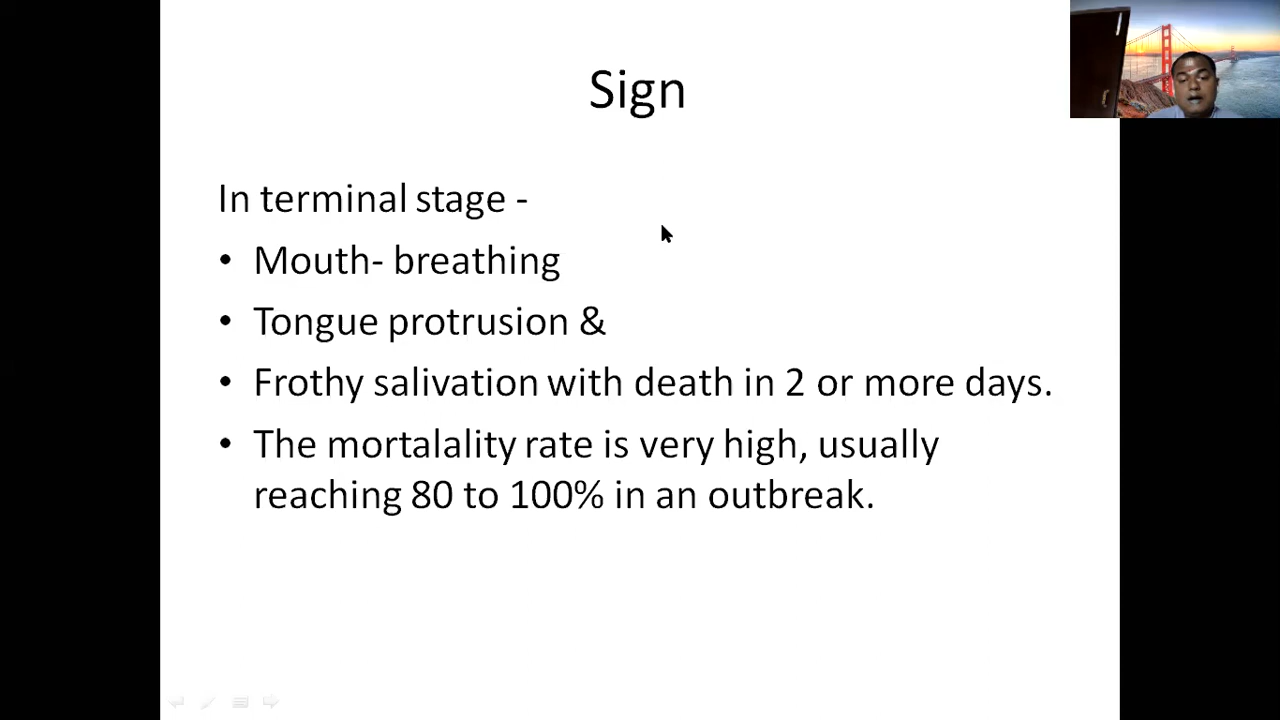 Sign
In terminal stage -
• Mouth- breathing
• Tongue protrusion &
• Frothy salivation with death in 2 or more days.
• The mortalality rate is very high, usually
reaching 80 to 100% in an outbreak.